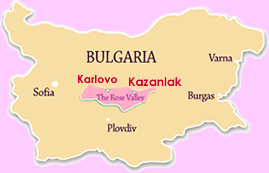 BULGARIA
Varna
Karlovo
Kazanlak
Sofia
The Rose Valley
Burgas
Plovdiv